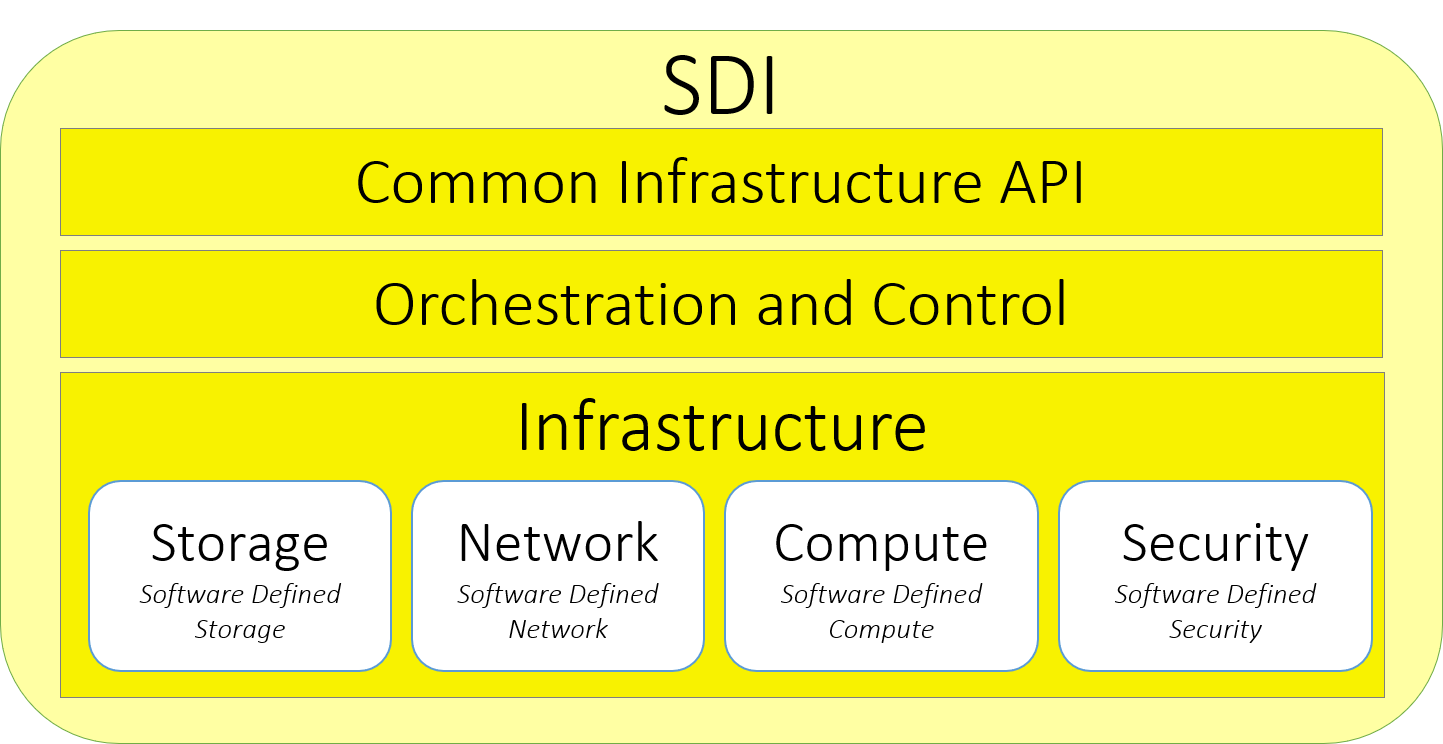 SDI
Common Infrastructure API
Orchestration and Control
Infrastructure
Storage
Software Defined
Storage
Network
Software Defined
Network
Compute
Software Defined
Compute
Security
Software Defined
Security